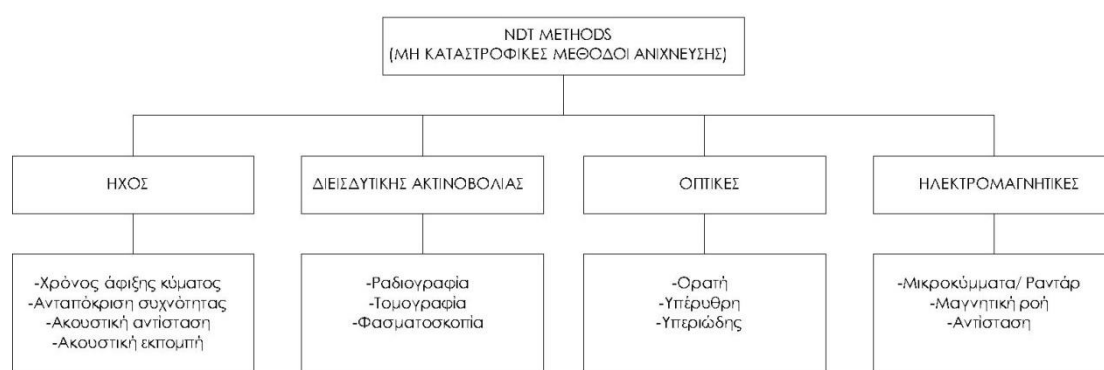 NDT METHODS
(ΜΗ ΚΑΤΑΣΤΡΟΦΙΚΕΣ ΜΕΘΟΔΟΙ ΑΝΙΧΝΕΥΣΗΣ)
ΗΧΟΣ
-Χρόνος άφιξης κύματος
-Ανταπόκριση συχνότητας
-Ακουστική αντίσταση
-Ακουστική εκπομπή
ΔΙΕΙΣΔΥΤΙΚΗΣ ΑΚΤΙΝΟΒΟΛΙΑΣ
-Ραδιογραφία
-Τομογραφία
-Φασματοσκοπία
ΟΠΤΙΚΕΣ
-Ορατή
-Υπέρυθρη
-Υπεριώδης
ΗΛΕΚΤΡΟΜΑΓΝΗΤΙΚΕΣ
-Μικροκύμματα/ Ραντάρ
-Μαγνητική ροή
-Αντίσταση